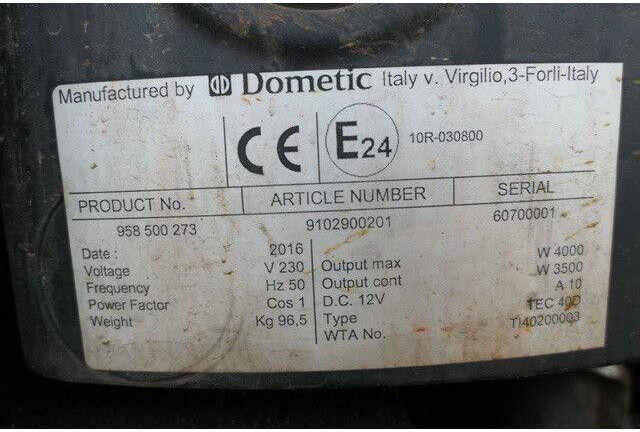 Manufactured by Dometic Italy v. Virgilio,3-Forli-Italy
CE E24 10R-030800
PRODUCT No. ARTICLE NUMBER SERIAL
958 500 273 9102900201 60700001
Date : 2016
Voltage V 230
Frequency Hz 50
Power Factor Cos 1
Weight Kg 96,5
Output max W 4000
Output cont W 3500
D.C. 12V A 10
Type TEC 40D
WTA No. TI40200003